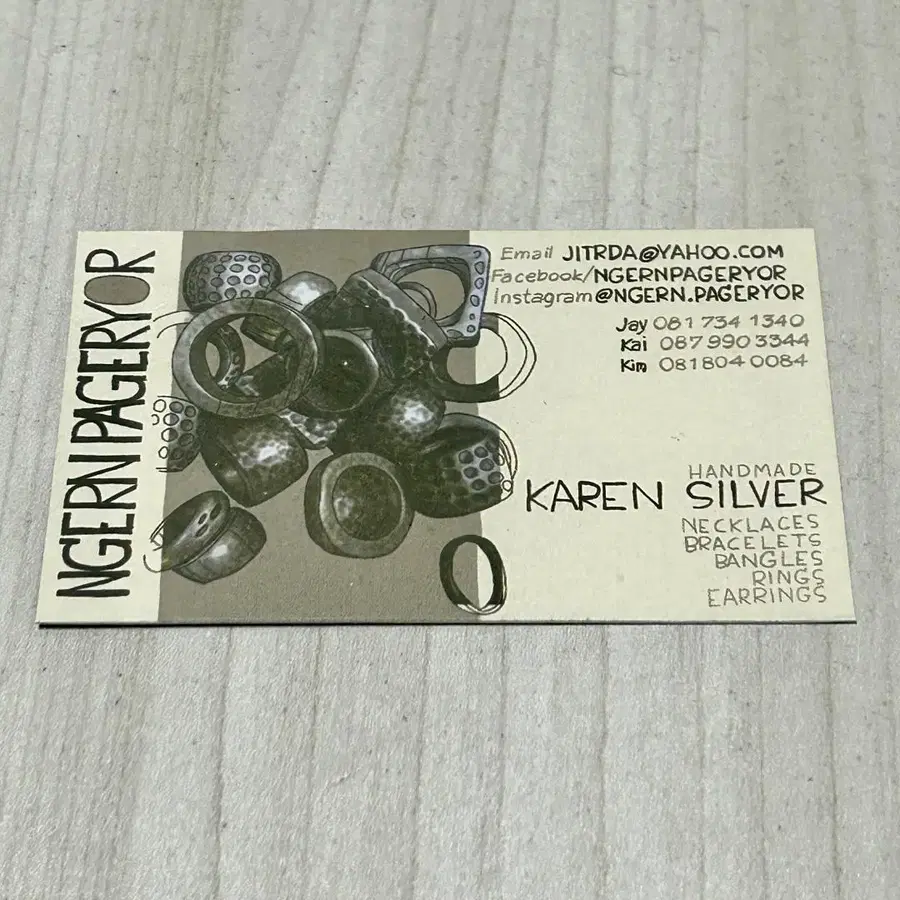 NGERN PAGERYOR
Email JITRDA@YAHOO.COM
Facebook/NGERNPAGERYOR
Instagram@NGERN.PAGERYOR
Jay 081 734 1340
Kai 087 990 3344
Kim 081 804 0084
HANDMADE
KAREN SILVER
NECKLACES
BRACELETS
BANGLES
RINGS
EARRINGS